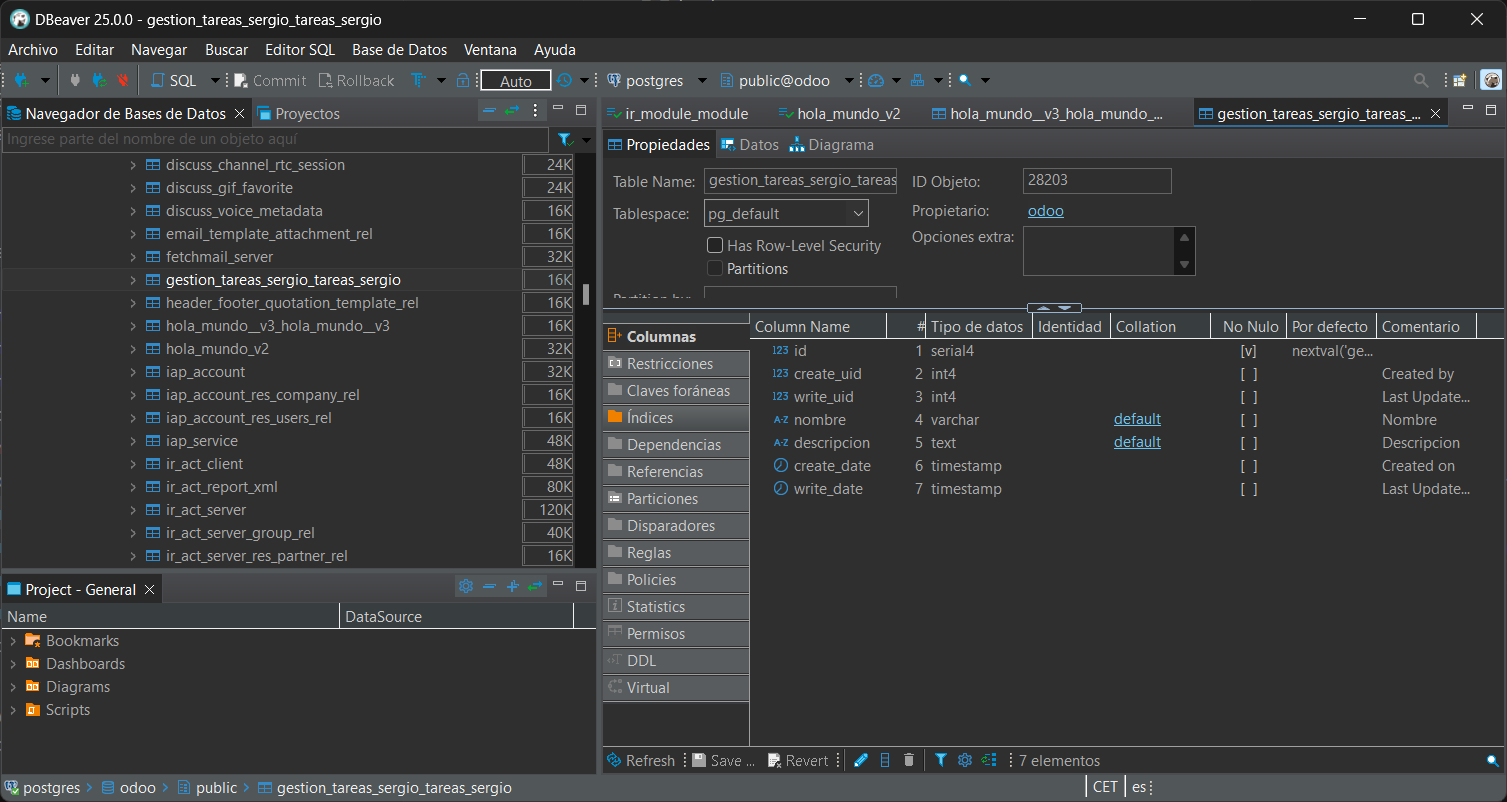 DBeaver 25.0.0 - gestion_tareas_sergio_tareas_sergio
Archivo Editar Navegar Buscar Editor SQL Base de Datos Ventana Ayuda
SQL Commit Rollback Auto postgres public@odoo
Navegador de Bases de Datos Proyectos
Ingrese parte del nombre de un objeto aquí
discuss_channel_rtc_session 24K
discuss_gif_favorite 24K
discuss_voice_metadata 16K
email_template_attachment_rel 16K
fetchmail_server 32K
gestion_tareas_sergio_tareas_sergio 16K
header_footer_quotation_template_rel 16K
hola_mundo__v3_hola_mundo__v3 16K
hola_mundo_v2 32K
iap_account 32K
iap_account_res_company_rel 16K
iap_account_res_users_rel 16K
iap_service 48K
ir_act_client 48K
ir_act_report_xml 80K
ir_act_server 120K
ir_act_server_group_rel 40K
ir_act_server_res_partner_rel 16K
Project - General
Name DataSource
Bookmarks
Dashboards
Diagrams
Scripts
ir_module_module hola_mundo_v2 hola_mundo__v3_hola_mundo_... gestion_tareas_sergio_tareas_...
Propiedades Datos Diagrama
Table Name: gestion_tareas_sergio_tareas ID Objeto: 28203
Tablespace: pg_default Propietario: odoo
Has Row-Level Security Opciones extra:
Partitions
Partition by:
Columnas
Restricciones
Claves foráneas
Índices
Dependencias
Referencias
Particiones
Disparadores
Reglas
Policies
Statistics
Permisos
DDL
Virtual
Column Name # Tipo de datos Identidad Collation No Nulo Por defecto Comentario
123 id 1 serial4 [v] nextval('ge...
123 create_uid 2 int4 [ ] Created by
123 write_uid 3 int4 [ ] Last Update...
A-Z nombre 4 varchar default [ ] Nombre
A-Z descripcion 5 text default [ ] Descripcion
create_date 6 timestamp [ ] Created on
write_date 7 timestamp [ ] Last Update...
Refresh Save ... Revert 7 elementos
postgres odoo public gestion_tareas_sergio_tareas_sergio CET es